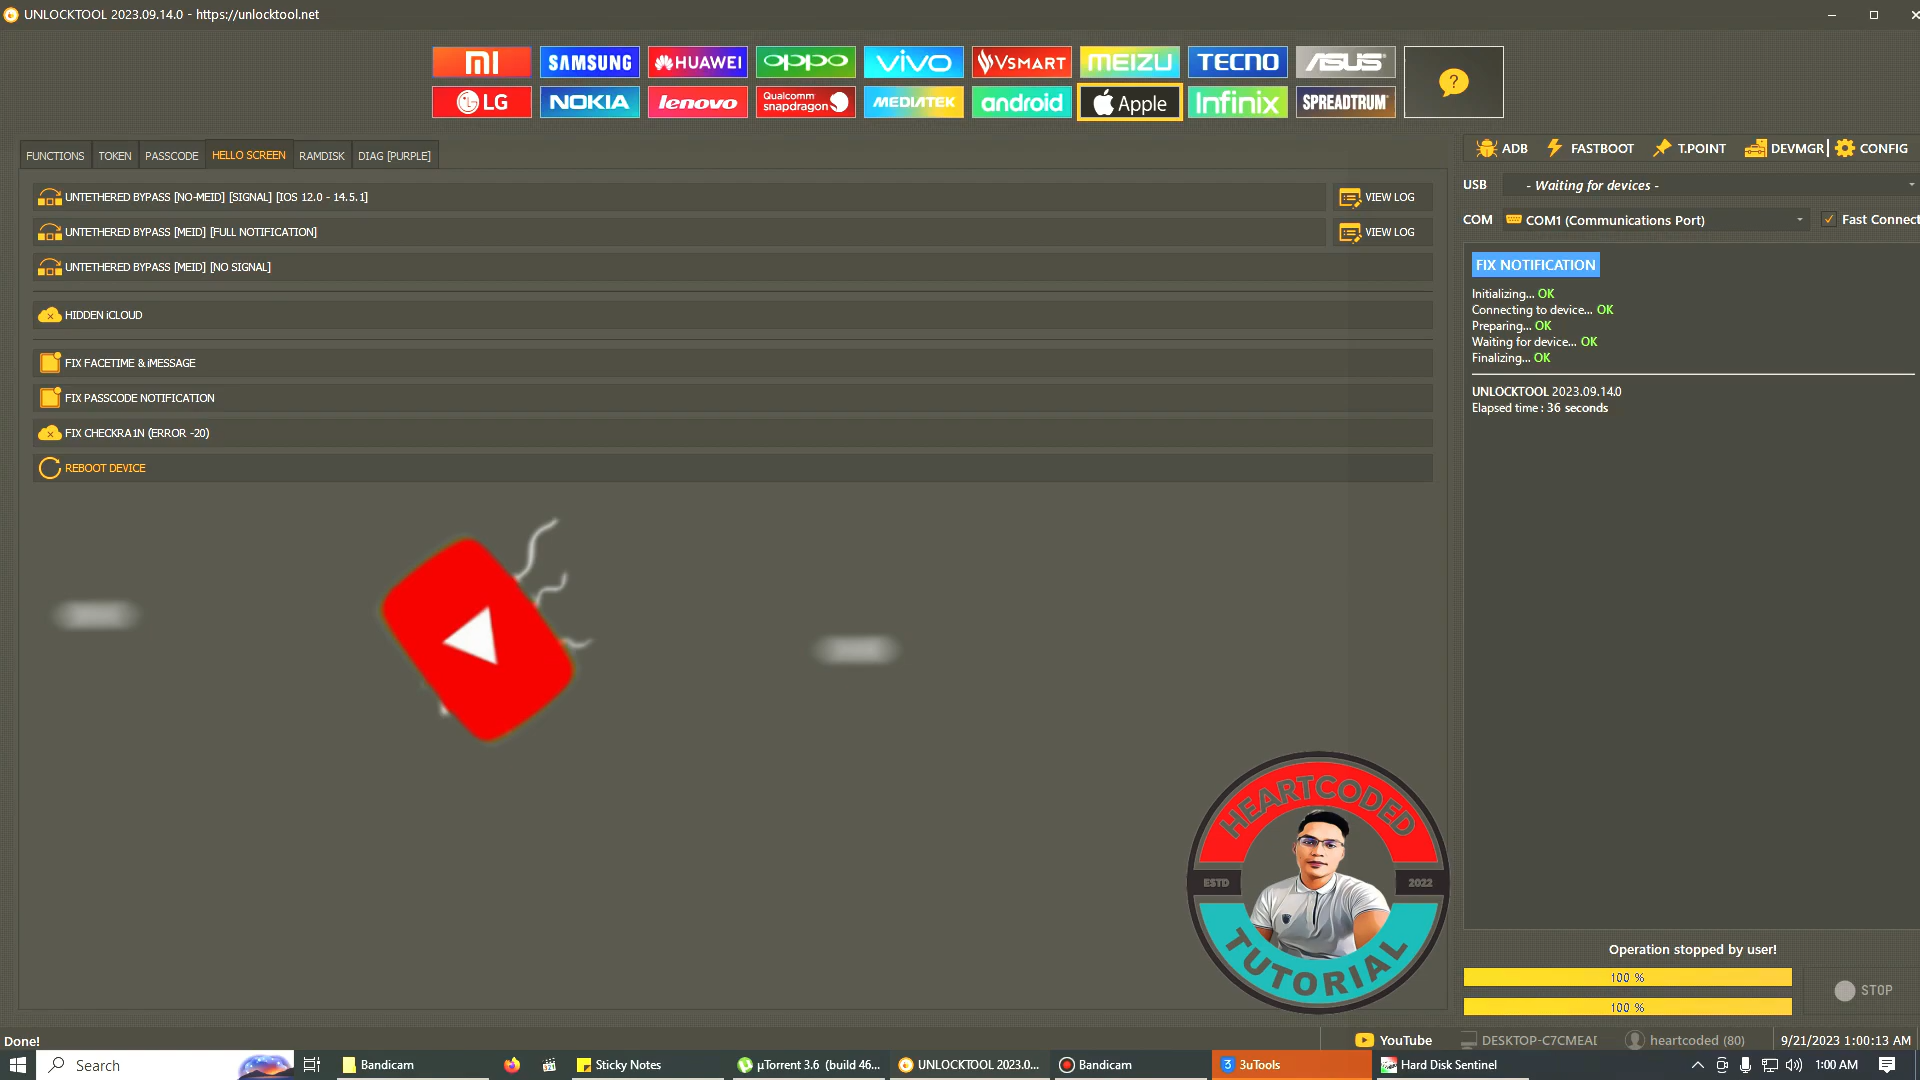 UNLOCKTOOL 2023.09.14.0 - https://unlocktool.net
mi SAMSUNG HUAWEI oppo vivo VSMART MEIZU TECNO ASUS ?
LG NOKIA lenovo Qualcomm snapdragon MEDIATEK android Apple Infinix SPREADTRUM
FUNCTIONS TOKEN PASSCODE HELLO SCREEN RAMDISK DIAG [PURPLE]
ADB FASTBOOT T.POINT DEVMGR CONFIG
USB - Waiting for devices -
COM COM1 (Communications Port) Fast Connect
UNTETHERED BYPASS [NO-MEID] [SIGNAL] [IOS 12.0 - 14.5.1] VIEW LOG
UNTETHERED BYPASS [MEID] [FULL NOTIFICATION] VIEW LOG
UNTETHERED BYPASS [MEID] [NO SIGNAL]
HIDDEN iCLOUD
FIX FACETIME & iMESSAGE
FIX PASSCODE NOTIFICATION
FIX CHECKRA1N (ERROR -20)
REBOOT DEVICE
FIX NOTIFICATION
Initializing... OK
Connecting to device... OK
Preparing... OK
Waiting for device... OK
Finalizing... OK
UNLOCKTOOL 2023.09.14.0
Elapsed time : 36 seconds
HEARTCODED
ESTD 2022
TUTORIAL
Operation stopped by user!
100 %
100 %
STOP
Done! YouTube DESKTOP-C7CMEAI heartcoded (80) 9/21/2023 1:00:13 AM
Search Bandicam Sticky Notes µTorrent 3.6 (build 46... UNLOCKTOOL 2023.0... Bandicam 3uTools Hard Disk Sentinel 1:00 AM